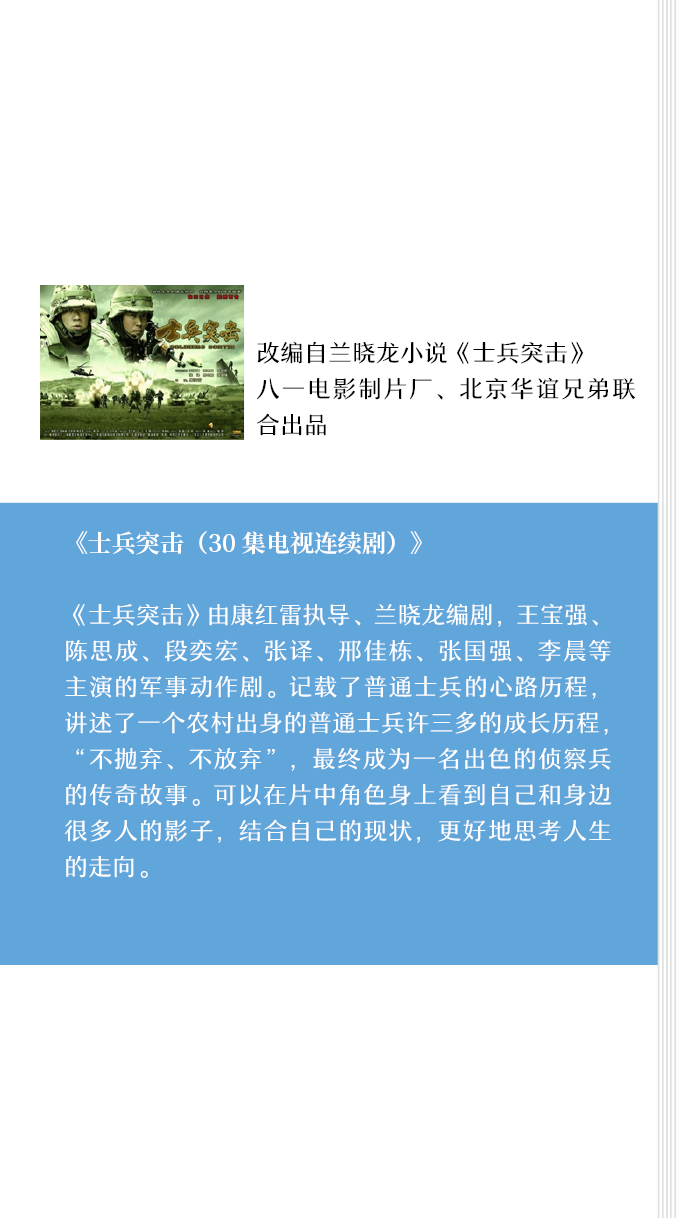 士兵突击
SOLDIERS SORTIE
改编自兰晓龙小说《士兵突击》
八一电影制片厂、北京华谊兄弟联
合出品
《士兵突击（30 集电视连续剧）》
《士兵突击》由康红雷执导、兰晓龙编剧，王宝强、
陈思成、段奕宏、张译、邢佳栋、张国强、李晨等
主演的军事动作剧。记载了普通士兵的心路历程，
讲述了一个农村出身的普通士兵许三多的成长历程，
“不抛弃、不放弃”，最终成为一名出色的侦察兵
的传奇故事。可以在片中角色身上看到自己和身边
很多人的影子，结合自己的现状，更好地思考人生
的走向。